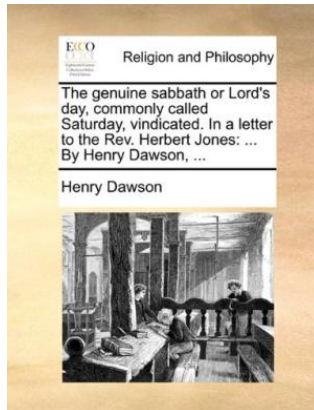 ECCO
Religion and Philosophy
The genuine sabbath or Lord's
day, commonly called
Saturday, vindicated. In a letter
to the Rev. Herbert Jones: ...
By Henry Dawson, ...
Henry Dawson